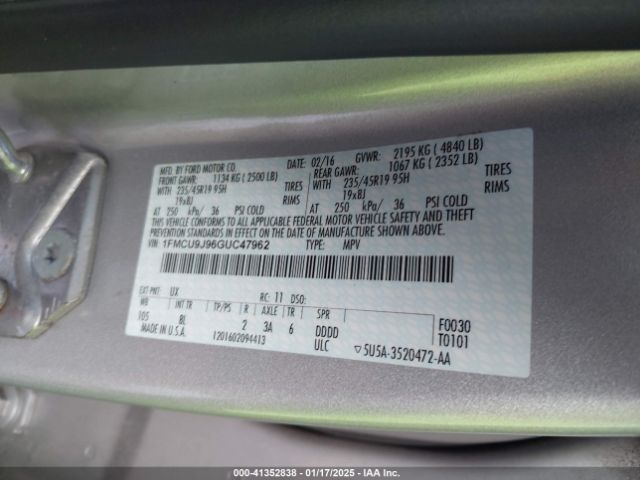 MFD. BY FORD MOTOR CO. DATE: 02/16 GVWR: 2195 KG ( 4840 LB)
FRONT GAWR: 1134 KG ( 2500 LB) REAR GAWR: 1067 KG ( 2352 LB)
WITH 235/45R19 95H TIRES WITH 235/45R19 95H TIRES
19x8J RIMS 19x8J RIMS
AT 250 kPa/ 36 PSI COLD AT 250 kPa/ 36 PSI COLD
THIS VEHICLE CONFORMS TO ALL APPLICABLE FEDERAL MOTOR VEHICLE SAFETY AND
THEFT PREVENTION STANDARDS IN EFFECT ON THE DATE OF MANUFACTURE SHOWN ABOVE.
VIN: 1FMCU9J96GUC47962 TYPE: MPV
EXT PNT: UX RC: 11 DSO:
WB INT TR TP/PS R AXLE TR SPR F0030
105 8L 2 3A 6 DDDD T0101
MADE IN U.S.A. 1201602094413 ULC ▽5U5A-3520472-AA
000-41352838 - 01/17/2025 - IAA Inc.